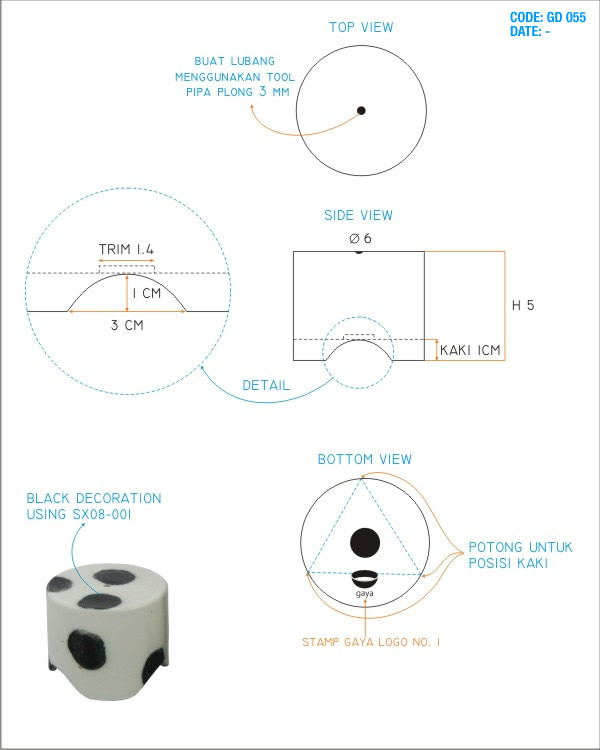 CODE: GD 055
DATE: -
TOP VIEW
BUAT LUBANG
MENGGUNAKAN TOOL
PIPA PLONG 3 MM
SIDE VIEW
Ø 6
TRIM 1.4
1 CM
3 CM
H 5
KAKI 1CM
DETAIL
BOTTOM VIEW
BLACK DECORATION
USING SX08-001
POTONG UNTUK
POSISI KAKI
gaya
STAMP GAYA LOGO NO. 1